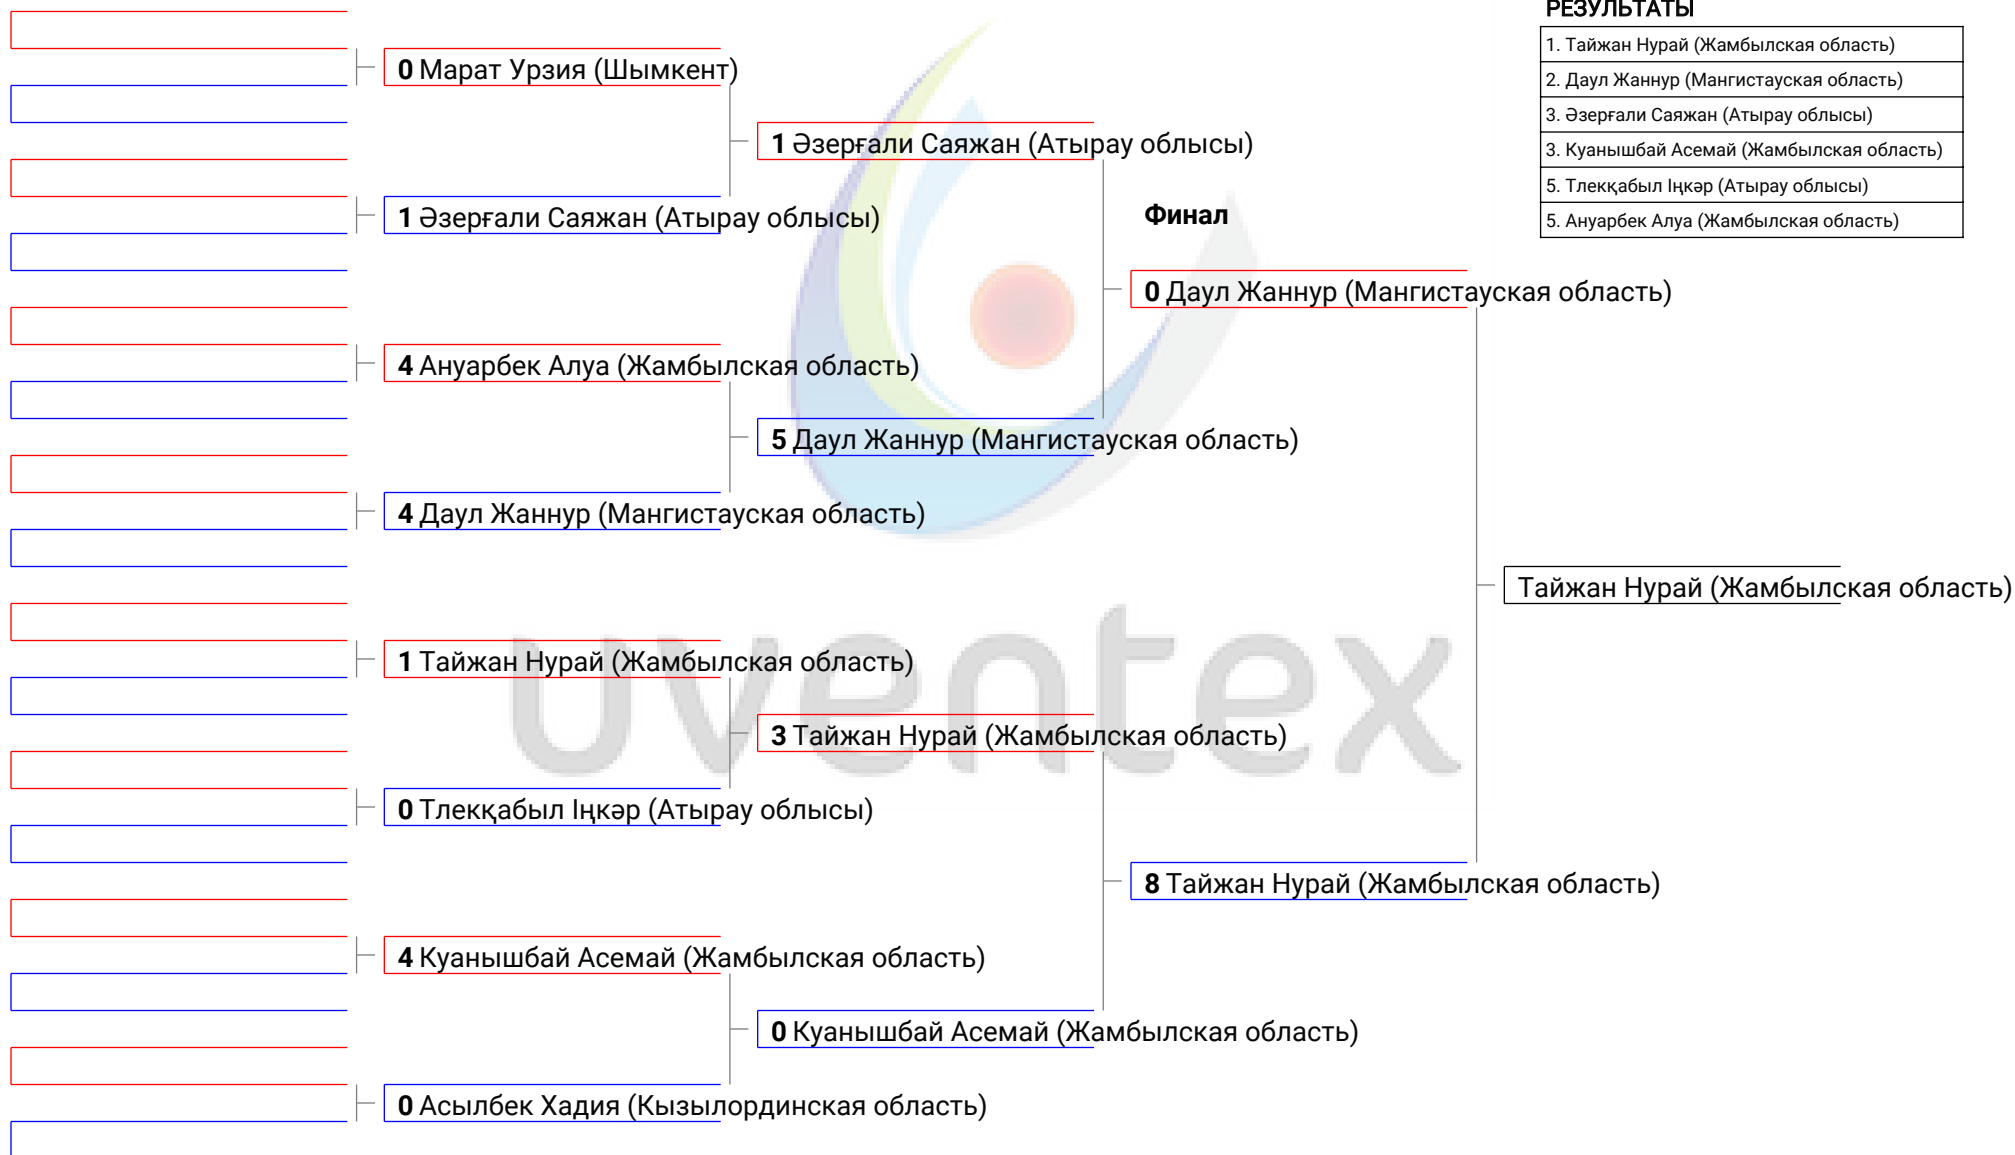 РЕЗУЛЬТАТЫ
1. Тайжан Нурай (Жамбылская область)
2. Даул Жаннур (Мангистауская область)
3. Әзерғали Саяжан (Атырау облысы)
3. Куанышбай Асемай (Жамбылская область)
5. Тлекқабыл Іңкәр (Атырау облысы)
5. Ануарбек Алуа (Жамбылская область)
0 Марат Урзия (Шымкент)
1 Әзерғали Саяжан (Атырау облысы)
4 Ануарбек Алуа (Жамбылская область)
4 Даул Жаннур (Мангистауская область)
1 Тайжан Нурай (Жамбылская область)
0 Тлекқабыл Іңкәр (Атырау облысы)
4 Куанышбай Асемай (Жамбылская область)
0 Асылбек Хадия (Кызылординская область)
1 Әзерғали Саяжан (Атырау облысы)
5 Даул Жаннур (Мангистауская область)
3 Тайжан Нурай (Жамбылская область)
0 Куанышбай Асемай (Жамбылская область)
Финал
0 Даул Жаннур (Мангистауская область)
8 Тайжан Нурай (Жамбылская область)
Тайжан Нурай (Жамбылская область)
uventex